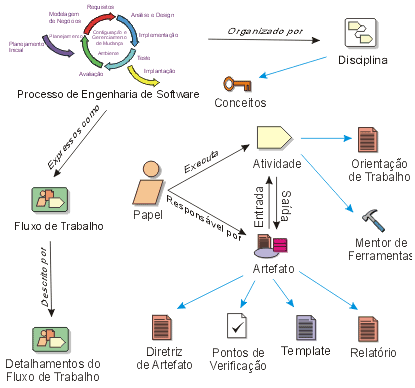 Requisitos
Modelagem
de Negócios
Análise e Design
Planejamento
Configuração e
Gerenciamento
de Mudança
Implementação
Planejamento
Inicial
Ambiente
Teste
Avaliação
Implantação
Processo de Engenharia de Software
Organizado por
Disciplina
Conceitos
Expressos como
Executa
Atividade
Orientação
de Trabalho
Papel
Responsável por
Entrada
Saída
Fluxo de Trabalho
Mentor de
Ferramentas
Artefato
Descrito por
Detalhamentos do
Fluxo de Trabalho
Diretriz
de Artefato
Pontos de
Verificação
Template
Relatório